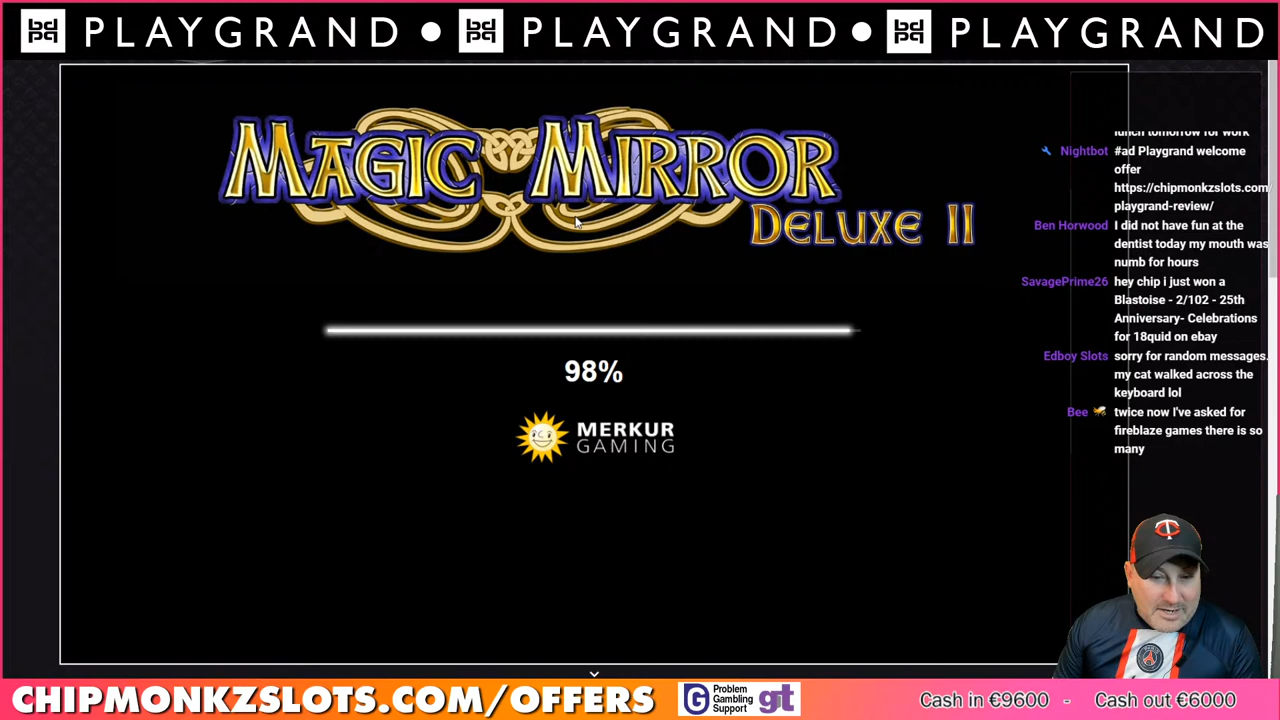 PLAYGRAND PLAYGRAND PLAYGRAND
MAGIC MIRROR
DELUXE II
98%
MERKUR
GAMING
lunch tomorrow for work
Nightbot #ad Playgrand welcome
offer
https://chipmonkzslots.com/
playgrand-review/
Ben Horwood I did not have fun at the
dentist today my mouth was
numb for hours
SavagePrime26 hey chip i just won a
Blastoise - 2/102 - 25th
Anniversary- Celebrations
for 18quid on ebay
Edboy Slots sorry for random messages.
my cat walked across the
keyboard lol
Bee twice now I've asked for
fireblaze games there is so
many
CHIPMONKZSLOTS.COM/OFFERS
Problem
Gambling
Support
gt
Cash in €9600 - Cash out €6000